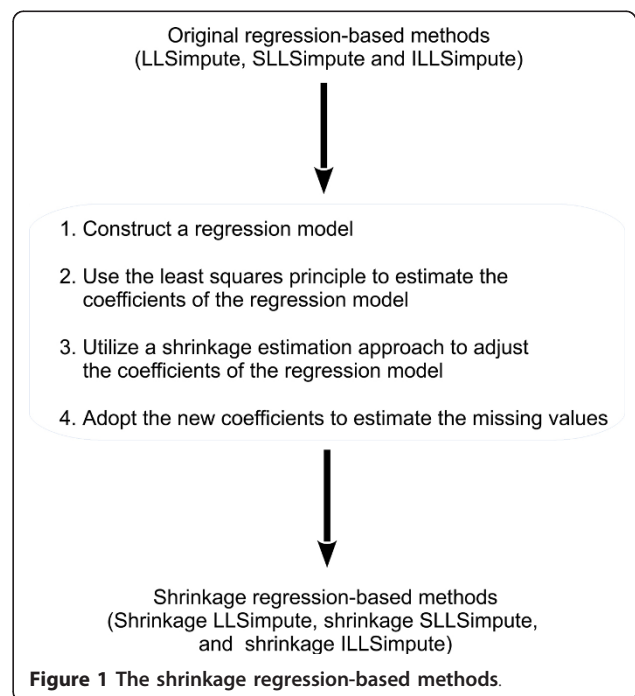 Original regression-based methods
(LLSimpute, SLLSimpute and ILLSimpute)
1. Construct a regression model
2. Use the least squares principle to estimate the
coefficients of the regression model
3. Utilize a shrinkage estimation approach to adjust
the coefficients of the regression model
4. Adopt the new coefficients to estimate the missing values
Shrinkage regression-based methods
(Shrinkage LLSimpute, shrinkage SLLSimpute,
and shrinkage ILLSimpute)
Figure 1 The shrinkage regression-based methods.